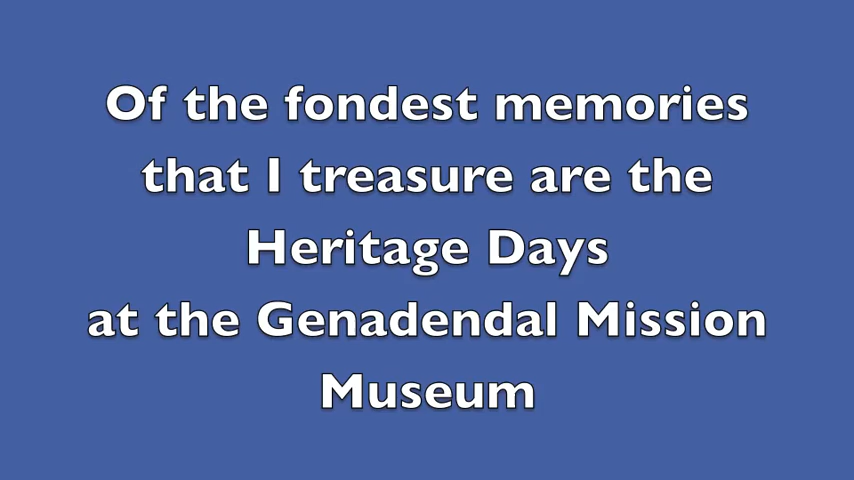 Of the fondest memories
that I treasure are the
Heritage Days
at the Genadendal Mission
Museum